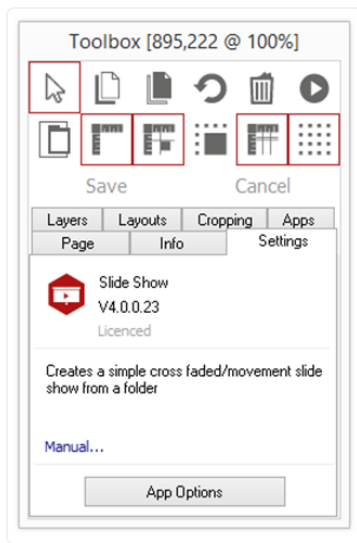 Toolbox [895,222 @ 100%]
Save Cancel
Layers Layouts Cropping Apps
Page Info Settings
Slide Show
V4.0.0.23
Licenced
Creates a simple cross faded/movement slide
show from a folder
Manual...
App Options